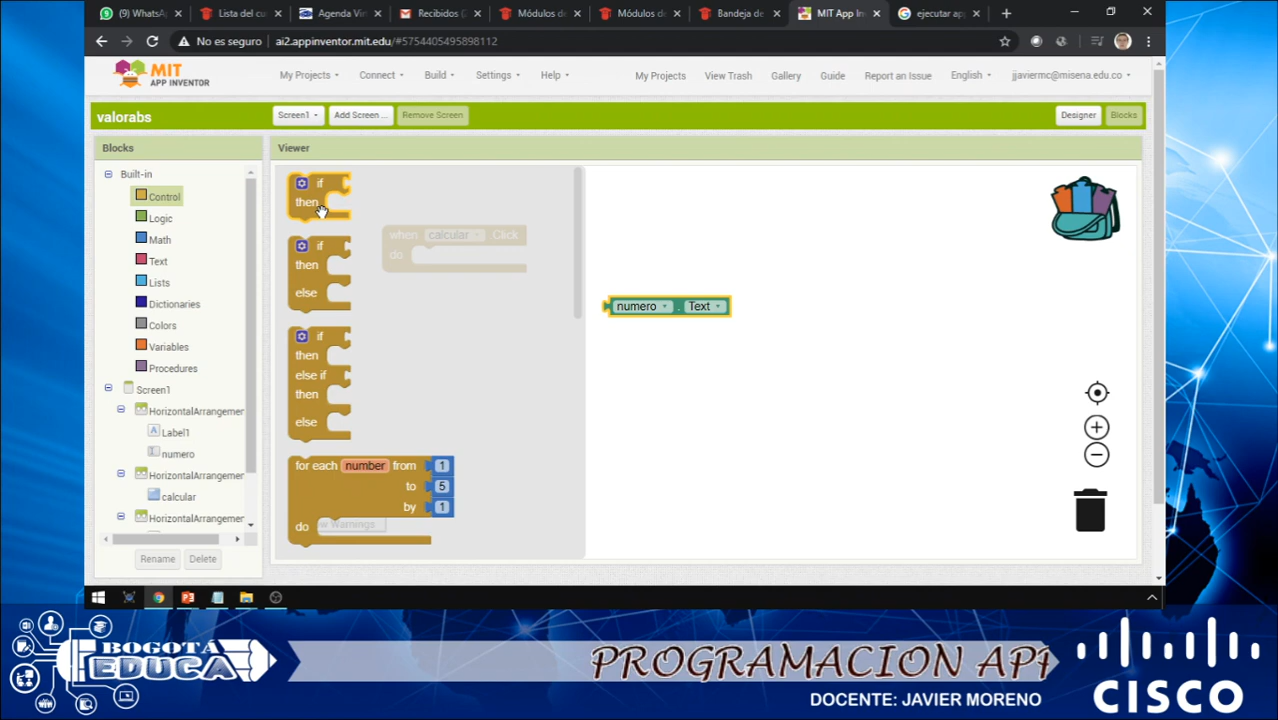 (9) WhatsA
Lista del cu
Agenda Vir
Recibidos (
Módulos de
Módulos de
Bandeja de
MIT App In
ejecutar ap
No es seguro
ai2.appinventor.mit.edu/#5754405495898112
MIT
APP INVENTOR
My Projects
Connect
Build
Settings
Help
My Projects
View Trash
Gallery
Guide
Report an Issue
English
jjaviermc@misena.edu.co
valorabs
Screen1
Add Screen ...
Remove Screen
Designer
Blocks
Blocks
Viewer
Built-in
Control
Logic
Math
Text
Lists
Dictionaries
Colors
Variables
Procedures
Screen1
HorizontalArrangemer
Label1
numero
HorizontalArrangemer
calcular
HorizontalArrangemer
Rename
Delete
if
then
if
then
else
if
then
else if
then
else
for each number from 1
to 5
by 1
do
w Warnings
when calcular . Click
do
numero . Text
BOGOTÁ
EDUCA
PROGRAMACION API
DOCENTE: JAVIER MORENO
CISCO